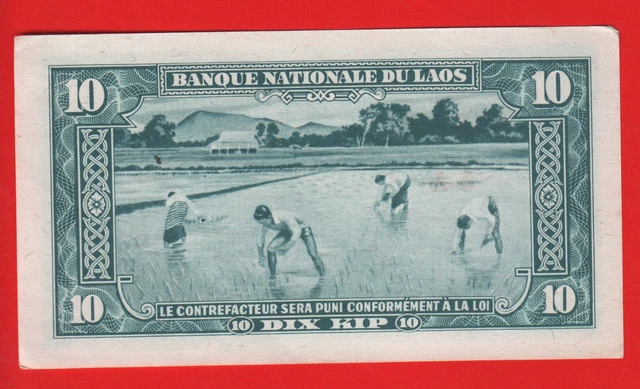 BANQUE NATIONALE DU LAOS
10 10
LE CONTREFACTEUR SERA PUNI CONFORMÉMENT À LA LOI
10 10
10 DIX KIP 10